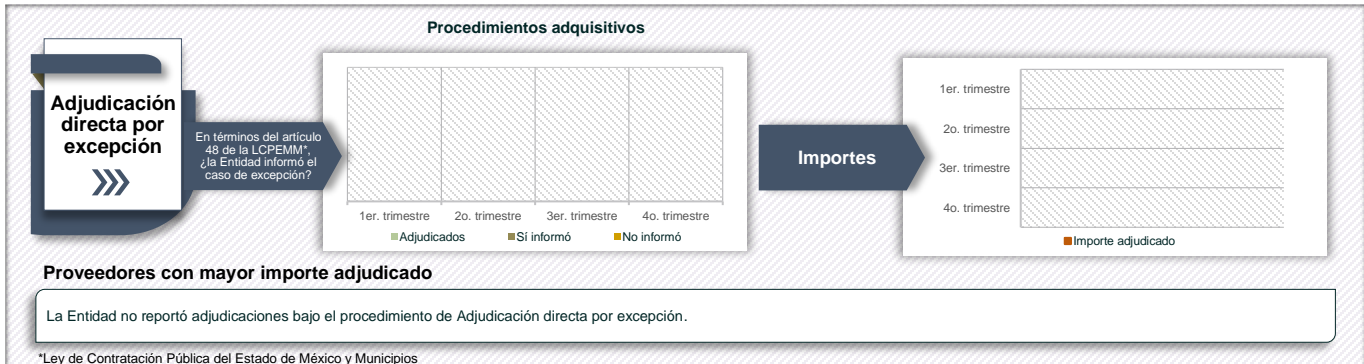 Procedimientos adquisitivos
Adjudicación
directa por
excepción
En términos del artículo
48 de la LCPEMM*,
¿la Entidad informó el
caso de excepción?
1er. trimestre
2o. trimestre
3er. trimestre
4o. trimestre
Adjudicados
Sí informó
No informó
Importes
1er. trimestre
2o. trimestre
3er. trimestre
4o. trimestre
Importe adjudicado
Proveedores con mayor importe adjudicado
La Entidad no reportó adjudicaciones bajo el procedimiento de Adjudicación directa por excepción.
*Ley de Contratación Pública del Estado de México y Municipios